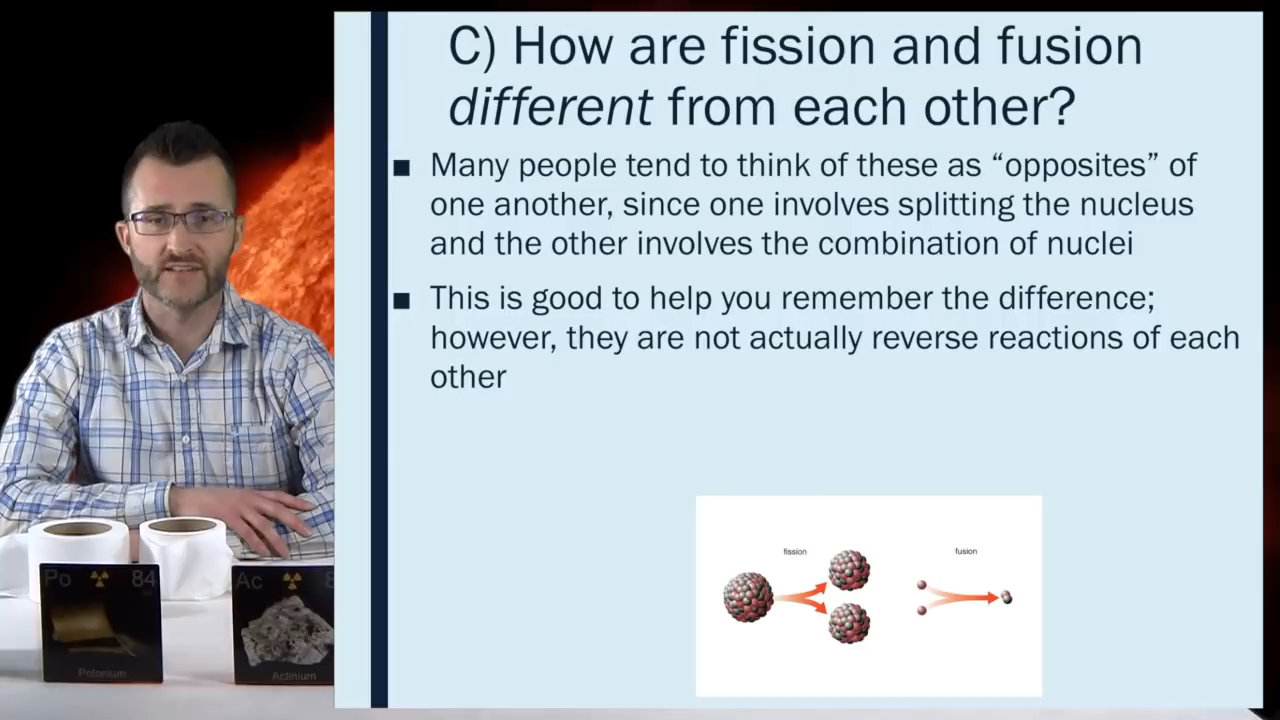 C) How are fission and fusion
different from each other?
■ Many people tend to think of these as “opposites” of
one another, since one involves splitting the nucleus
and the other involves the combination of nuclei
■ This is good to help you remember the difference;
however, they are not actually reverse reactions of each
other
fission
fusion
Po 84
Polonium
Ac 8
Actinium